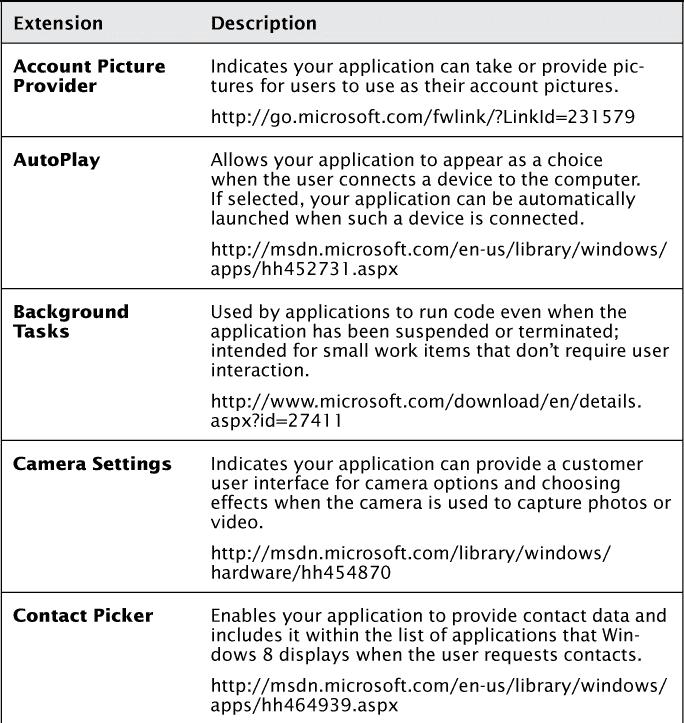 Extension Description
Account Picture Provider
Indicates your application can take or provide pic-
tures for users to use as their account pictures.
http://go.microsoft.com/fwlink/?LinkId=231579
AutoPlay
Allows your application to appear as a choice
when the user connects a device to the computer.
If selected, your application can be automatically
launched when such a device is connected.
http://msdn.microsoft.com/en-us/library/windows/
apps/hh452731.aspx
Background
Tasks
Used by applications to run code even when the
application has been suspended or terminated;
intended for small work items that don’t require user
interaction.
http://www.microsoft.com/download/en/details.
aspx?id=27411
Camera Settings
Indicates your application can provide a customer
user interface for camera options and choosing
effects when the camera is used to capture photos or
video.
http://msdn.microsoft.com/library/windows/
hardware/hh454870
Contact Picker
Enables your application to provide contact data and
includes it within the list of applications that Win-
dows 8 displays when the user requests contacts.
http://msdn.microsoft.com/en-us/library/windows/
apps/hh464939.aspx